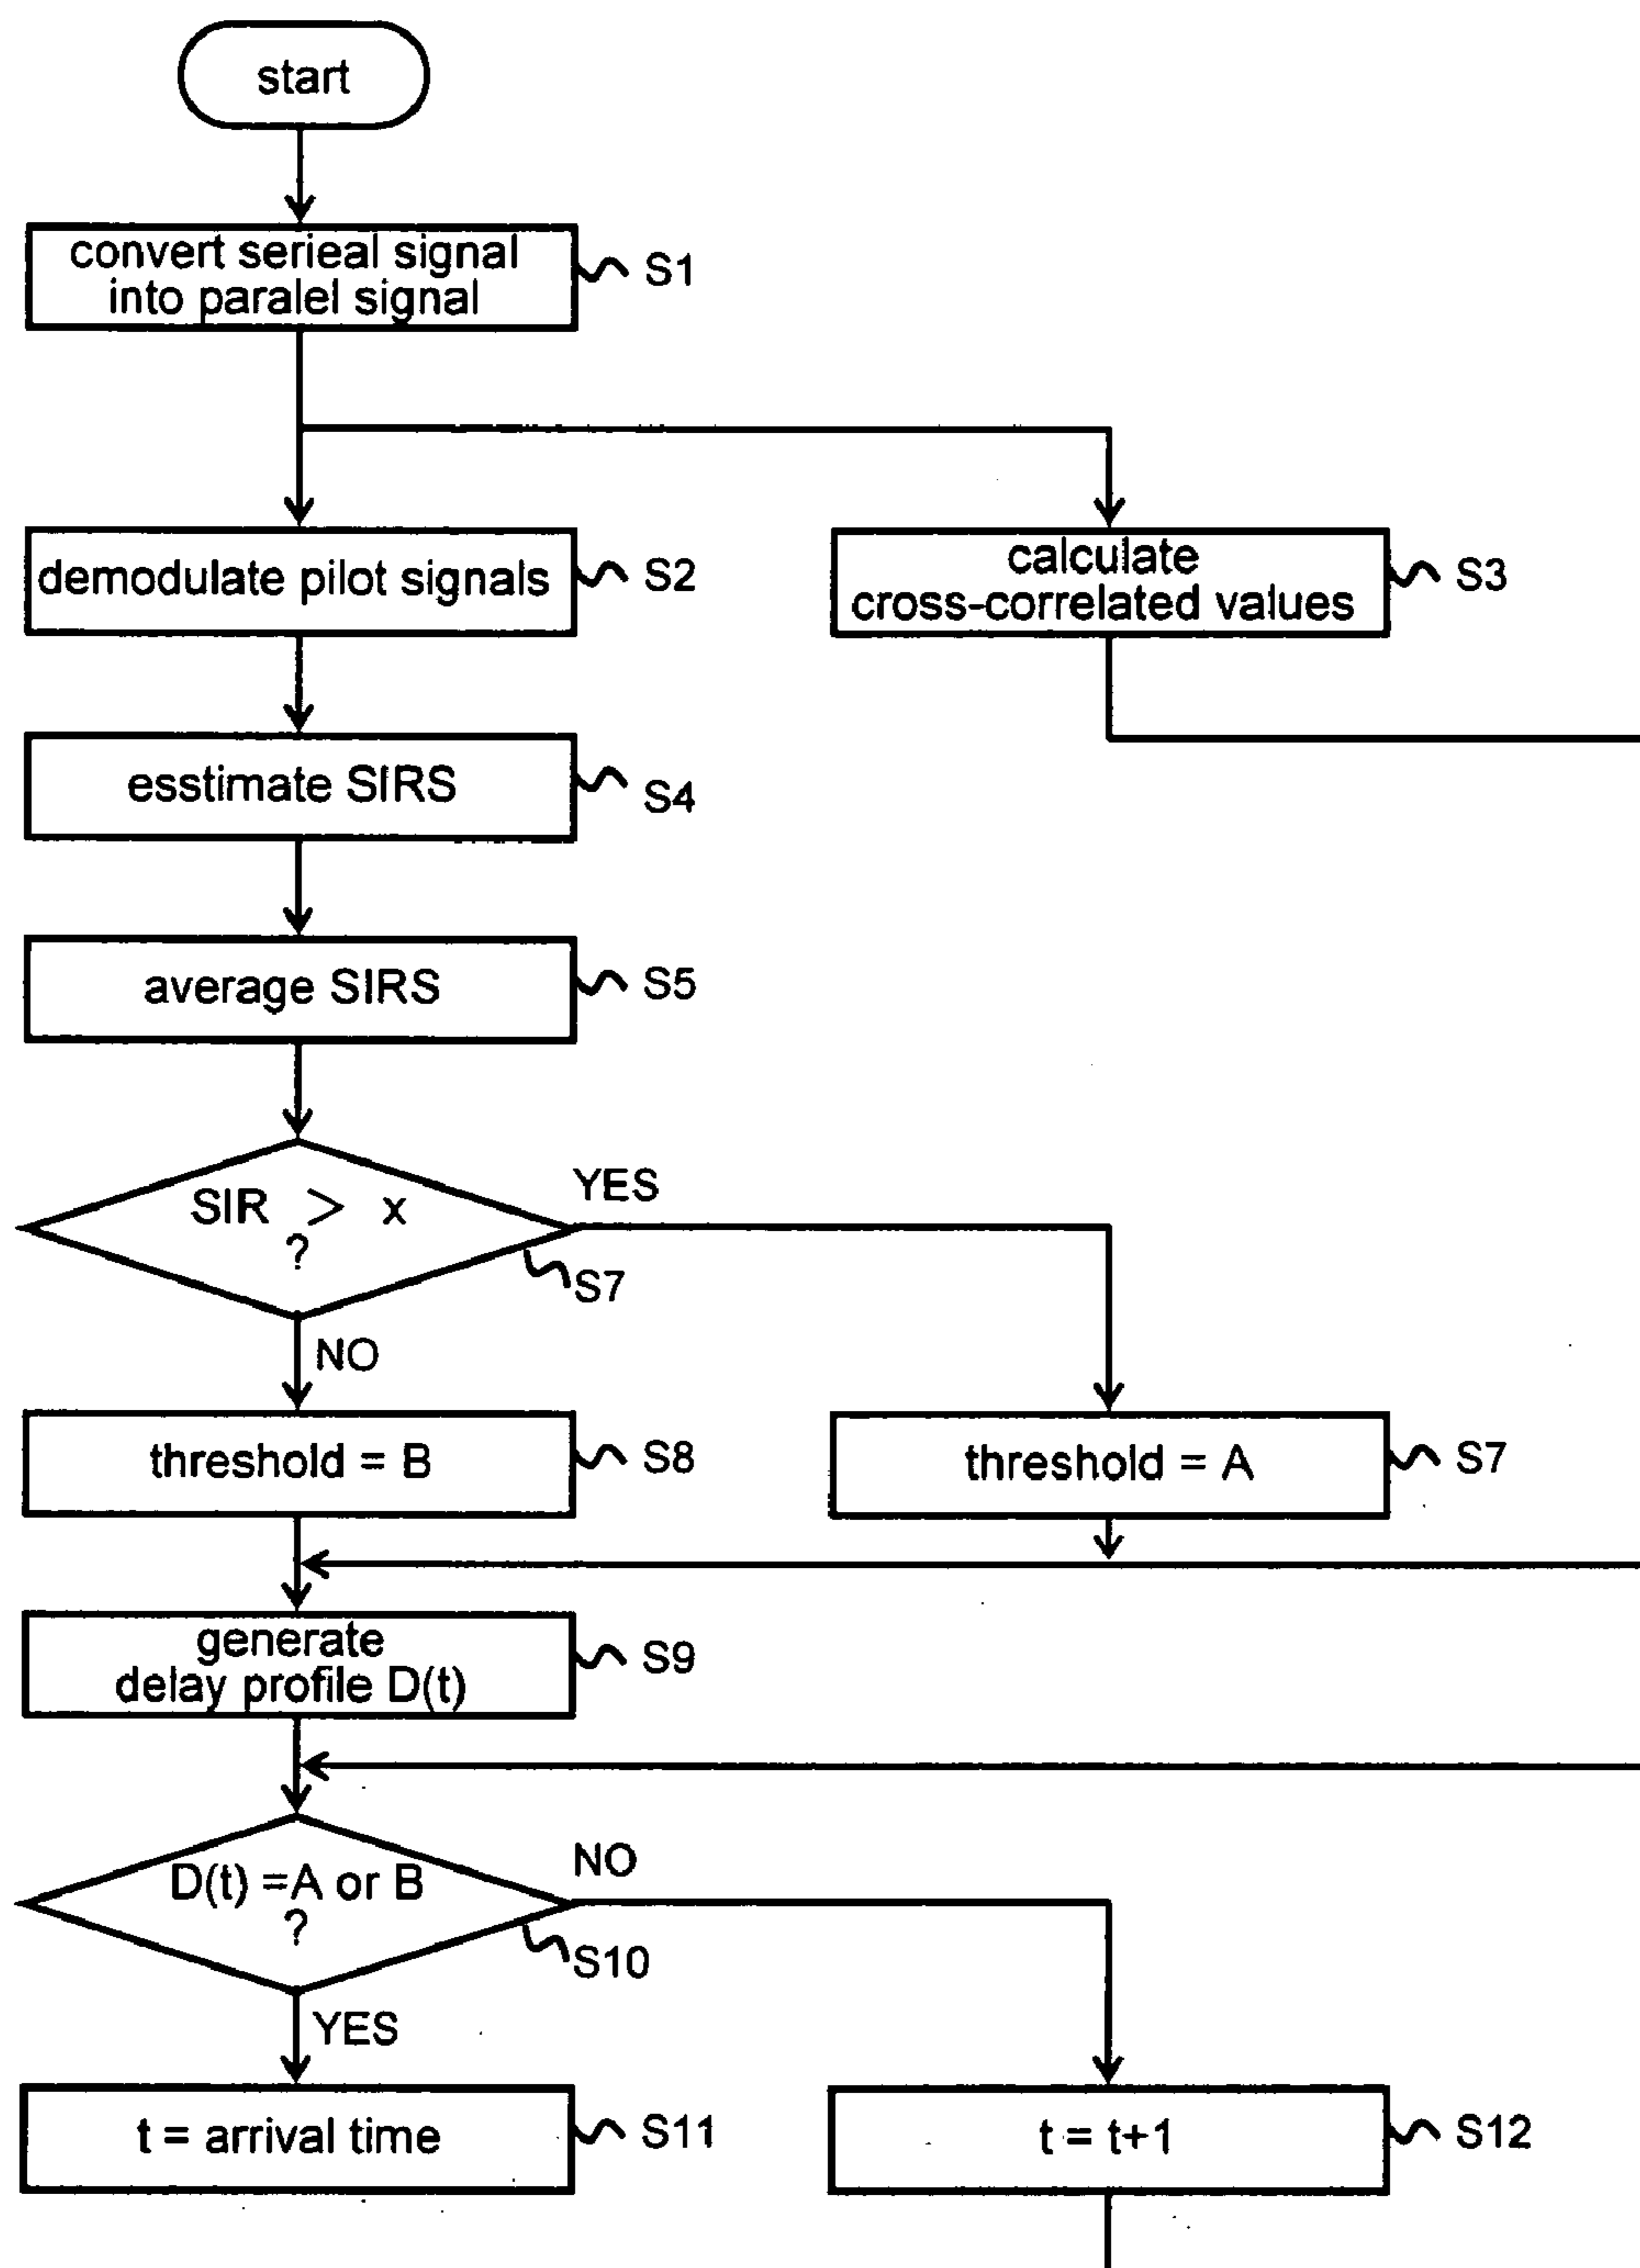 start
convert serieal signal
into paralel signal
S1
demodulate pilot signals
S2
calculate
cross-correlated values
S3
esstimate SIRS
S4
average SIRS
S5
SIR > x
?
YES
S7
NO
threshold = B
S8
threshold = A
S7
generate
delay profile D(t)
S9
D(t) =A or B
?
NO
S10
YES
t = arrival time
S11
t = t+1
S12